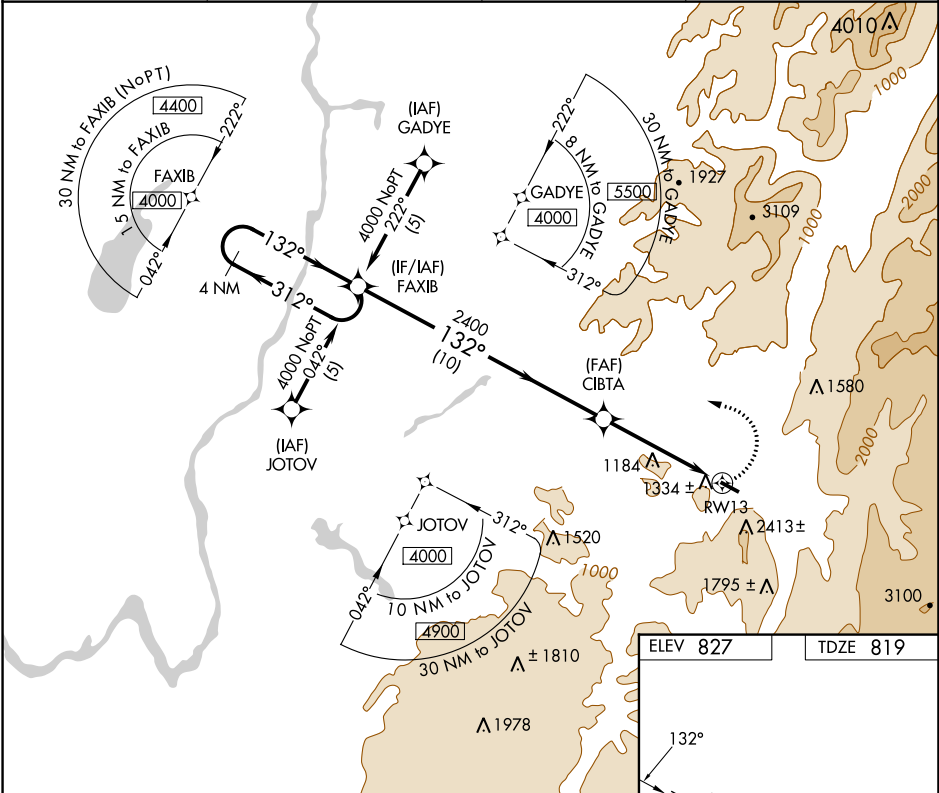 4010
1000
30 NM to FAXIB (NoPT)
4400
222°
15 NM to FAXIB
FAXIB
4000
042°
(IAF)
GADYE
4000 NoPT
222°
(5)
222°
30 NM to GADYE
8 NM to GADYE
GADYE
5500
4000
312°
1927
3109
1000
2000
132°
4 NM
312°
(IF/IAF)
FAXIB
4000 NoPT
042°
(5)
(IAF)
JOTOV
2400
132°
(10)
(FAF)
CIBTA
1580
2000
1184
1334 ±
RW13
2413±
1795 ±
3100
312°
JOTOV
4000
042°
10 NM to JOTOV
4900
30 NM to JOTOV
1520
1000
± 1810
1978
ELEV 827
TDZE 819
132°